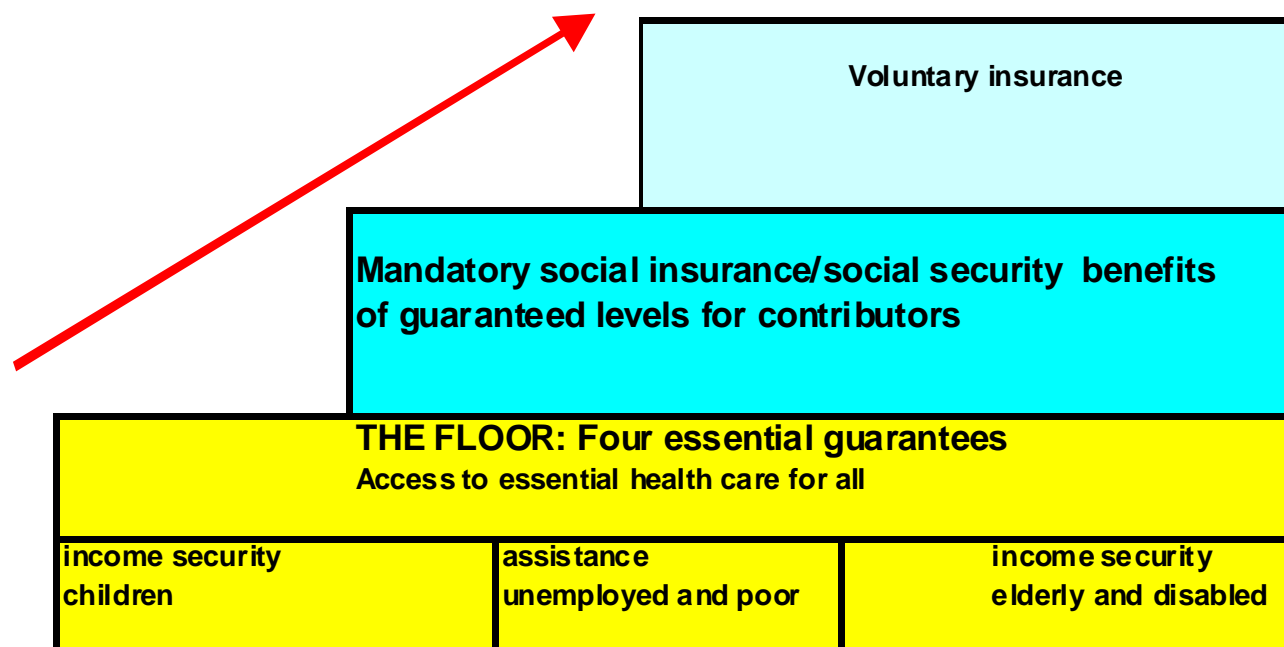 Voluntary insurance
Mandatory social insurance/social security benefits
of guaranteed levels for contributors
THE FLOOR: Four essential guarantees
Access to essential health care for all
income security
children
assistance
unemployed and poor
income security
elderly and disabled